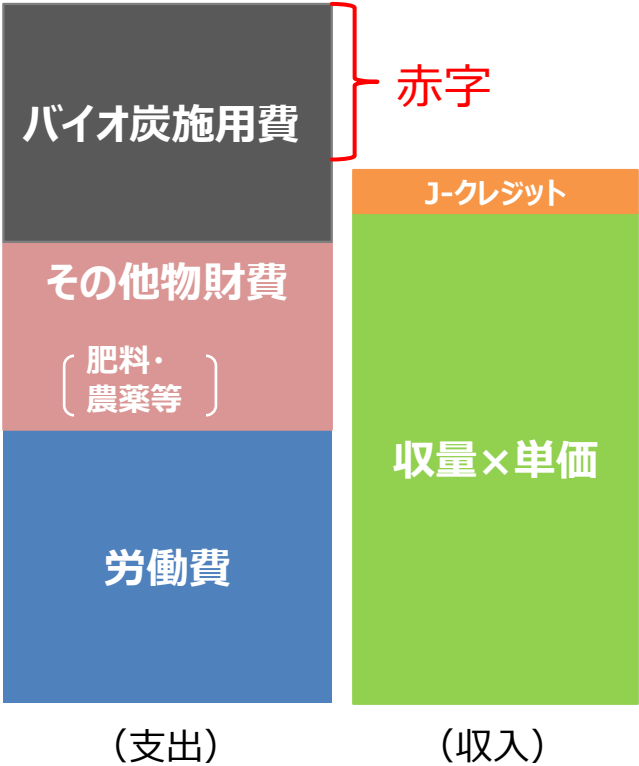 バイオ炭施用費
赤字
J-クレジット
その他物財費
肥料・
農薬等
収量×単価
労働費
（支出）
（収入）